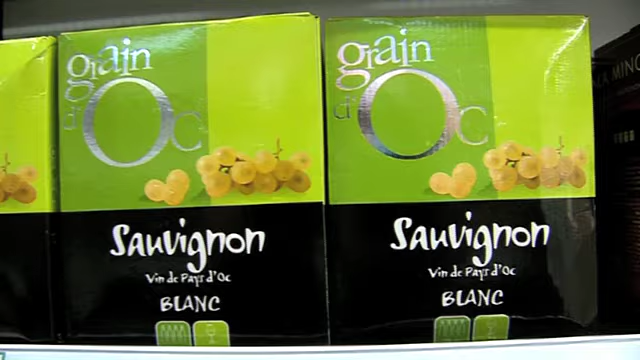 grain
d'Oc
Sauvignon
Vin de Pays d'Oc
BLANC
grain
d'Oc
Sauvignon
Vin de Pays d'Oc
BLANC